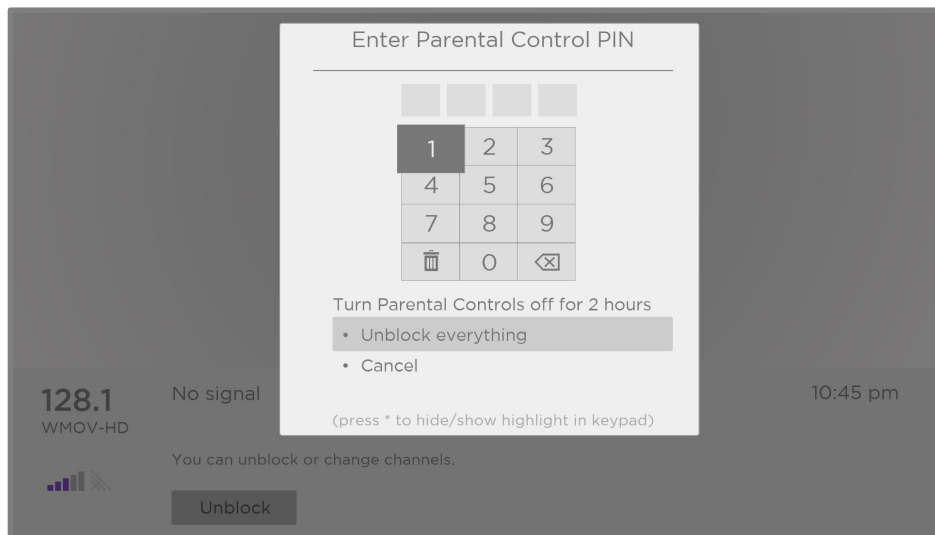 Enter Parental Control PIN
1 2 3
4 5 6
7 8 9
0
Turn Parental Controls off for 2 hours
• Unblock everything
• Cancel
(press * to hide/show highlight in keypad)
128.1 No signal 10:45 pm
WMOV-HD
You can unblock or change channels.
Unblock